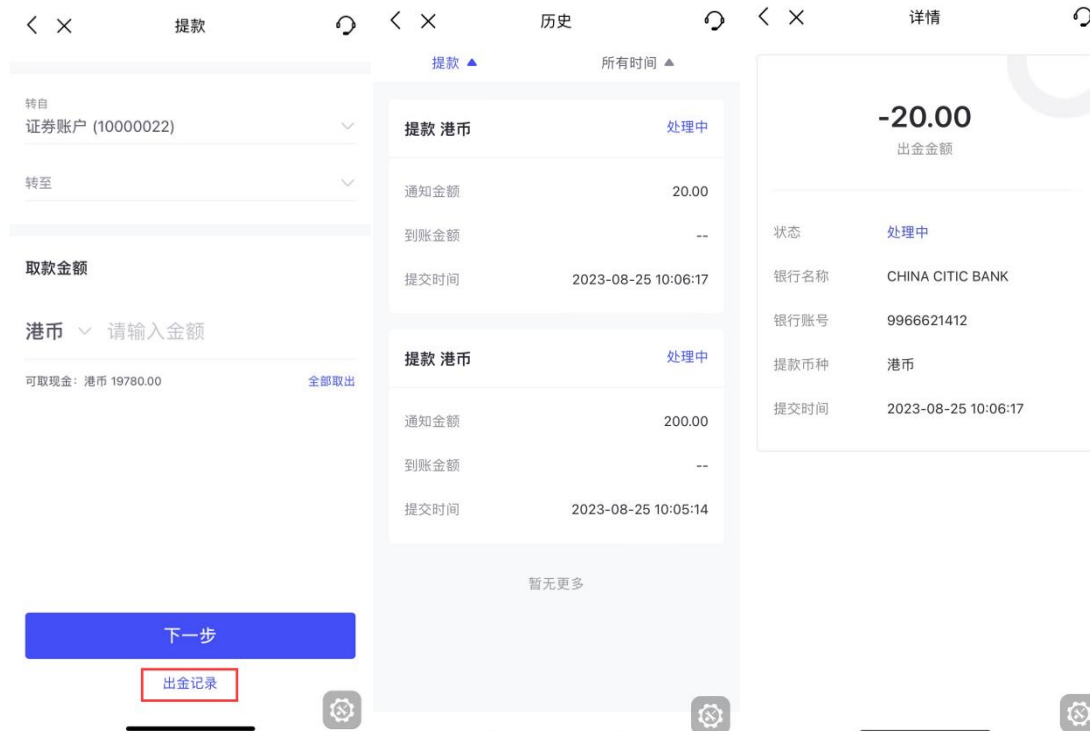 提款
转自
证券账户 (10000022)
转至
取款金额
港币 请输入金额
可取现金：港币 19780.00 全部取出
下一步
出金记录
历史
提款 所有时间
提款 港币 处理中
通知金额 20.00
到账金额 --
提交时间 2023-08-25 10:06:17
提款 港币 处理中
通知金额 200.00
到账金额 --
提交时间 2023-08-25 10:05:14
暂无更多
详情
-20.00
出金金额
状态 处理中
银行名称 CHINA CITIC BANK
银行账号 9966621412
提款币种 港币
提交时间 2023-08-25 10:06:17